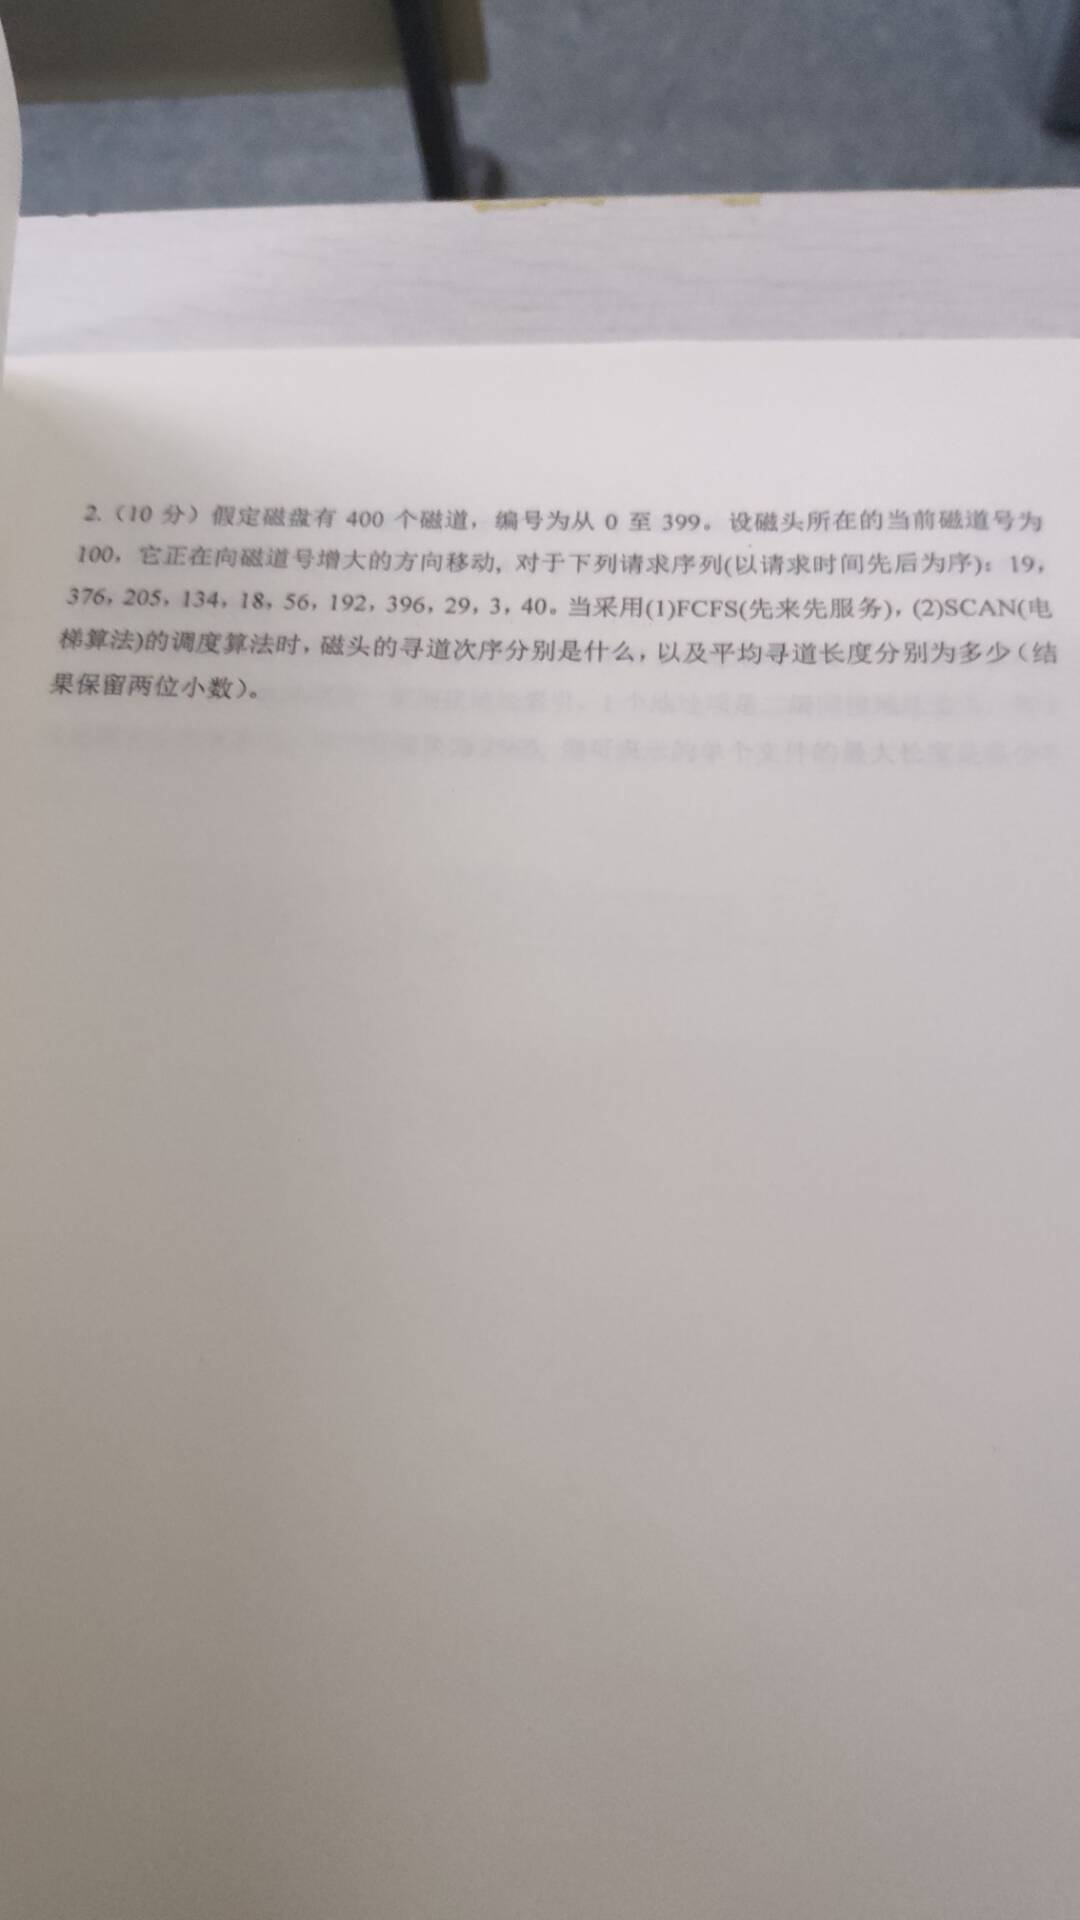 2.（10 分）假定磁盘有 400 个磁道，编号为从 0 至 399。设磁头所在的当前磁道号为
100，它正在向磁道号增大的方向移动, 对于下列请求序列(以请求时间先后为序)：19，
376，205，134，18，56，192，396，29，3，40。当采用(1)FCFS(先来先服务)，(2)SCAN(电
梯算法)的调度算法时，磁头的寻道次序分别是什么，以及平均寻道长度分别为多少（结
果保留两位小数）。